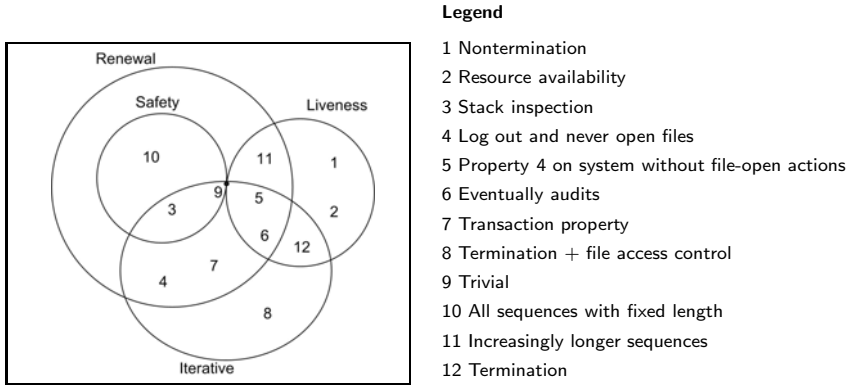 Renewal
Safety
Liveness
10
11
1
9
5
2
3
6
12
7
4
8
Iterative
Legend
1 Nontermination
2 Resource availability
3 Stack inspection
4 Log out and never open files
5 Property 4 on system without file-open actions
6 Eventually audits
7 Transaction property
8 Termination + file access control
9 Trivial
10 All sequences with fixed length
11 Increasingly longer sequences
12 Termination